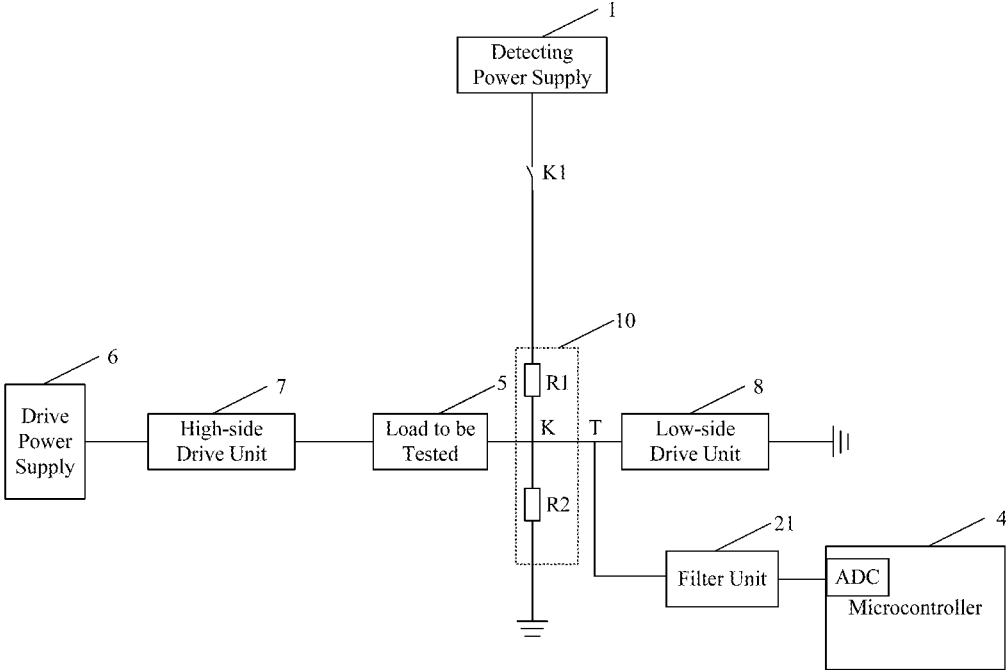 1
Detecting
Power Supply
K1
10
6
7
5
8
R1
Drive
Power
Supply
High-side
Drive Unit
Load to be
Tested
K
T
Low-side
Drive Unit
R2
21
4
Filter Unit
ADC
Microcontroller